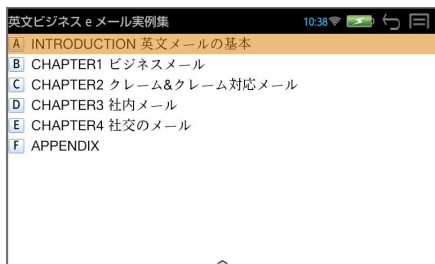 英文ビジネスeメール実例集 10:38
A INTRODUCTION 英文メールの基本
B CHAPTER1 ビジネスメール
C CHAPTER2 クレーム&クレーム対応メール
D CHAPTER3 社内メール
E CHAPTER4 社交のメール
F APPENDIX